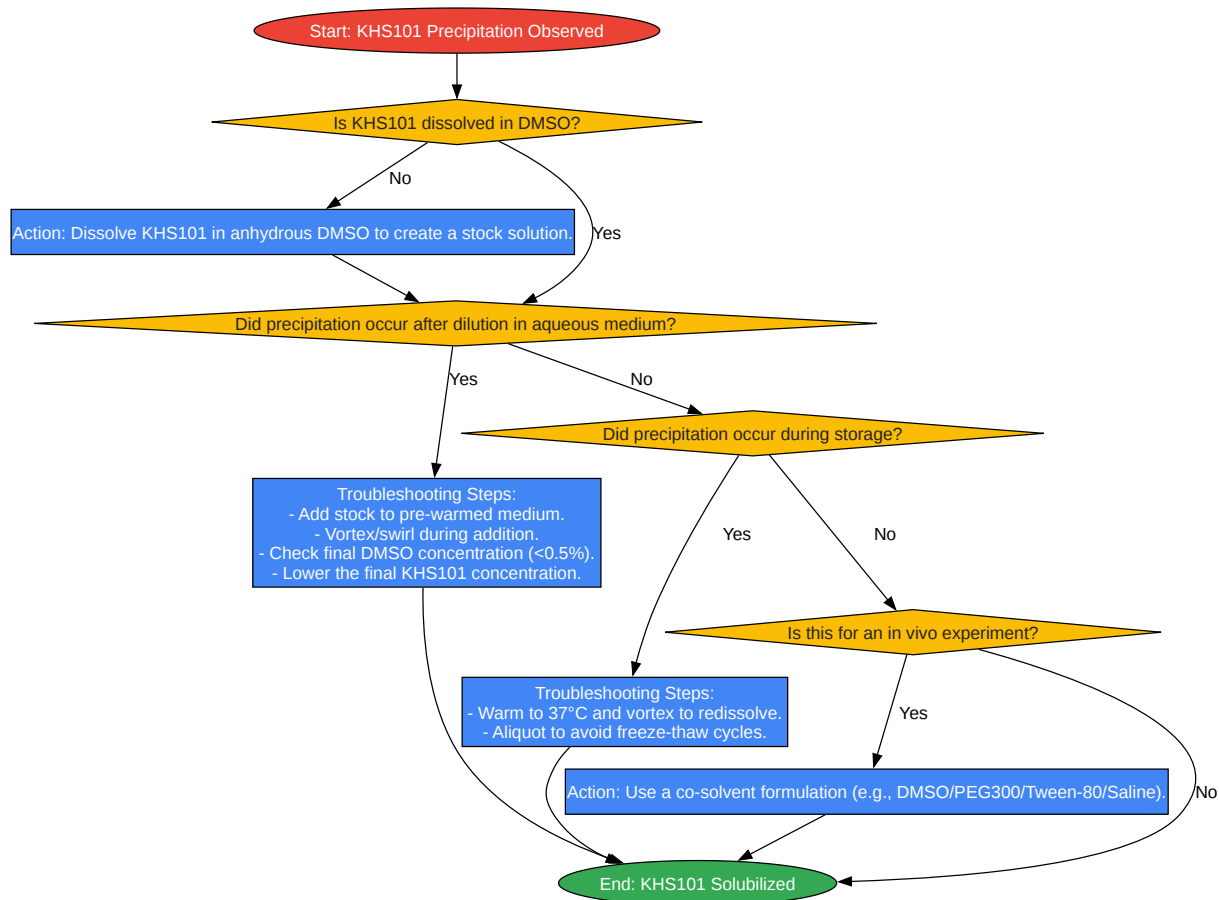 Start: KHS101 Precipitation Observed
Is KHS101 dissolved in DMSO?
No
Action: Dissolve KHS101 in anhydrous DMSO to create a stock solution.
Yes
Did precipitation occur after dilution in aqueous medium?
Yes
No
Did precipitation occur during storage?
Troubleshooting Steps:
- Add stock to pre-warmed medium.
- Vortex/swirl during addition.
- Check final DMSO concentration (<0.5%).
- Lower the final KHS101 concentration.
Yes
No
Is this for an in vivo experiment?
Troubleshooting Steps:
- Warm to 37°C and vortex to redissolve.
- Aliquot to avoid freeze-thaw cycles.
Yes
Action: Use a co-solvent formulation (e.g., DMSO/PEG300/Tween-80/Saline).
No
End: KHS101 Solubilized